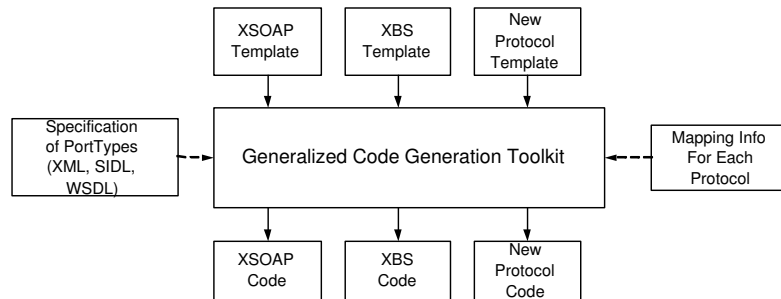 XSOAP
Template
XBS
Template
New
Protocol
Template
Specification
of PortTypes
(XML, SIDL,
WSDL)
Generalized Code Generation Toolkit
Mapping Info
For Each
Protocol
XSOAP
Code
XBS
Code
New
Protocol
Code